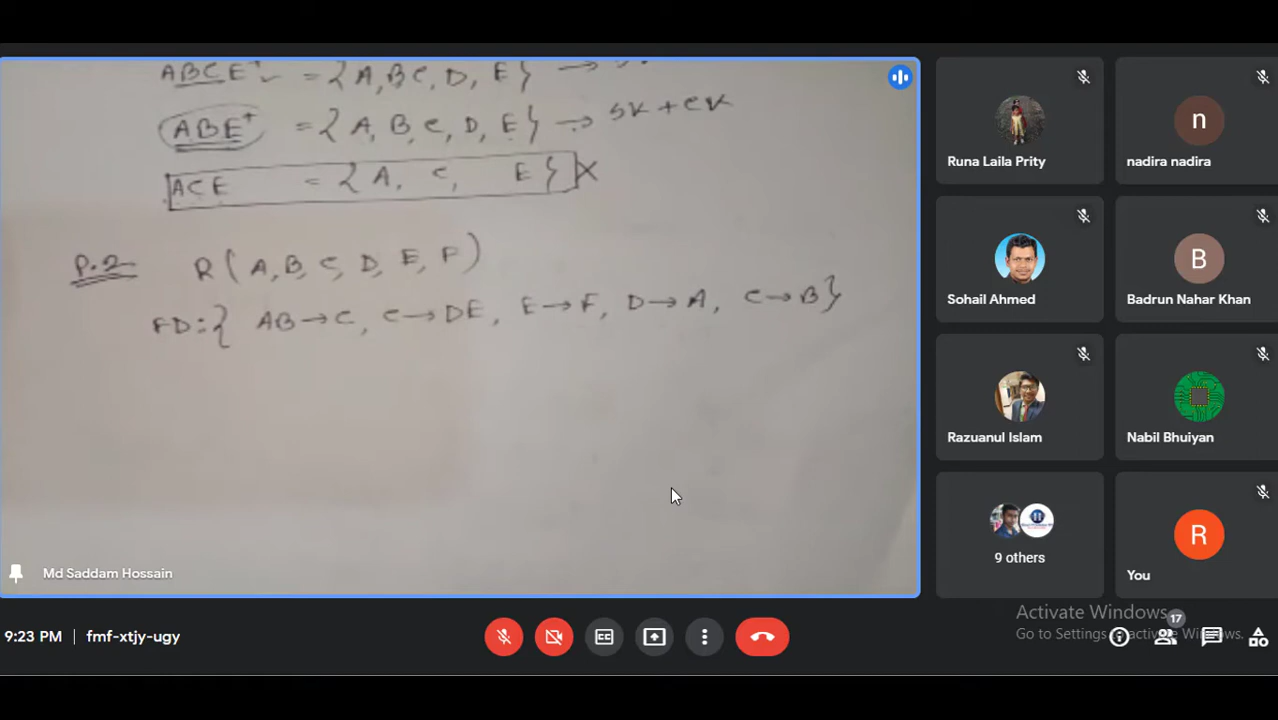 ABCE+ = { A, B C, D, E } →
ABE+ = { A, B, C, D, E } → SK + CK
ACE = { A, C, E } X
P.2 R ( A, B, C, D, E, F )
FD: { AB → C, C → DE, E → F, D → A, C → B }
Md Saddam Hossain
Runa Laila Prity
n
nadira nadira
Sohail Ahmed
B
Badrun Nahar Khan
Razuanul Islam
Nabil Bhuiyan
9 others
R
You
9:23 PM | fmf-xtjy-ugy
CC
17
Activate Windows
Go to Settings to activate Windows.